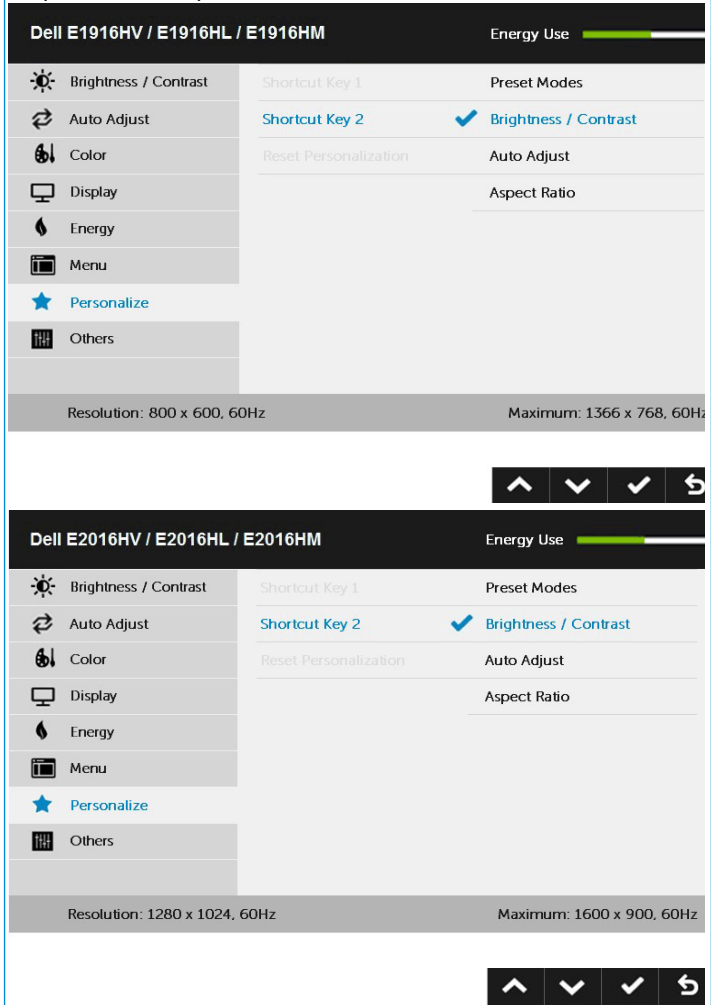 Dell E1916HV / E1916HL / E1916HM Energy Use
Brightness / Contrast Shortcut Key 1 Preset Modes
Auto Adjust Shortcut Key 2 Brightness / Contrast
Color Reset Personalization Auto Adjust
Display Aspect Ratio
Energy
Menu
Personalize
Others
Resolution: 800 x 600, 60Hz Maximum: 1366 x 768, 60Hz
Dell E2016HV / E2016HL / E2016HM Energy Use
Brightness / Contrast Shortcut Key 1 Preset Modes
Auto Adjust Shortcut Key 2 Brightness / Contrast
Color Reset Personalization Auto Adjust
Display Aspect Ratio
Energy
Menu
Personalize
Others
Resolution: 1280 x 1024, 60Hz Maximum: 1600 x 900, 60Hz